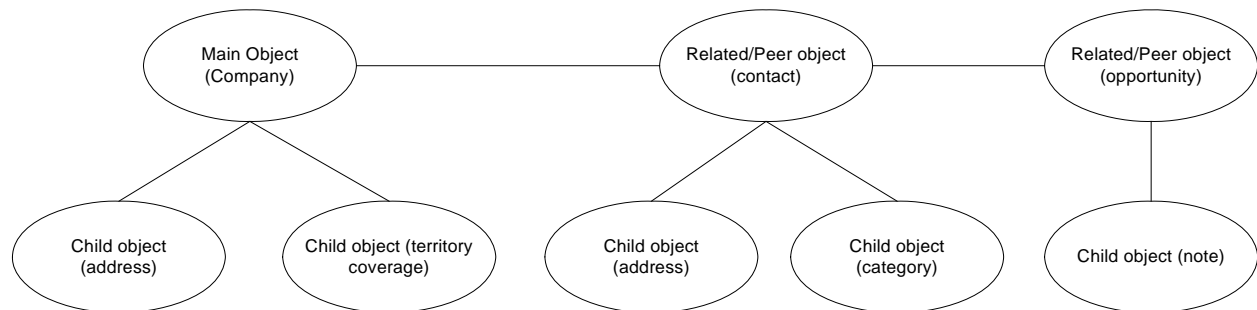 Main Object
(Company)
Related/Peer object
(contact)
Related/Peer object
(opportunity)
Child object
(address)
Child object (territory
coverage)
Child object
(address)
Child object
(category)
Child object (note)